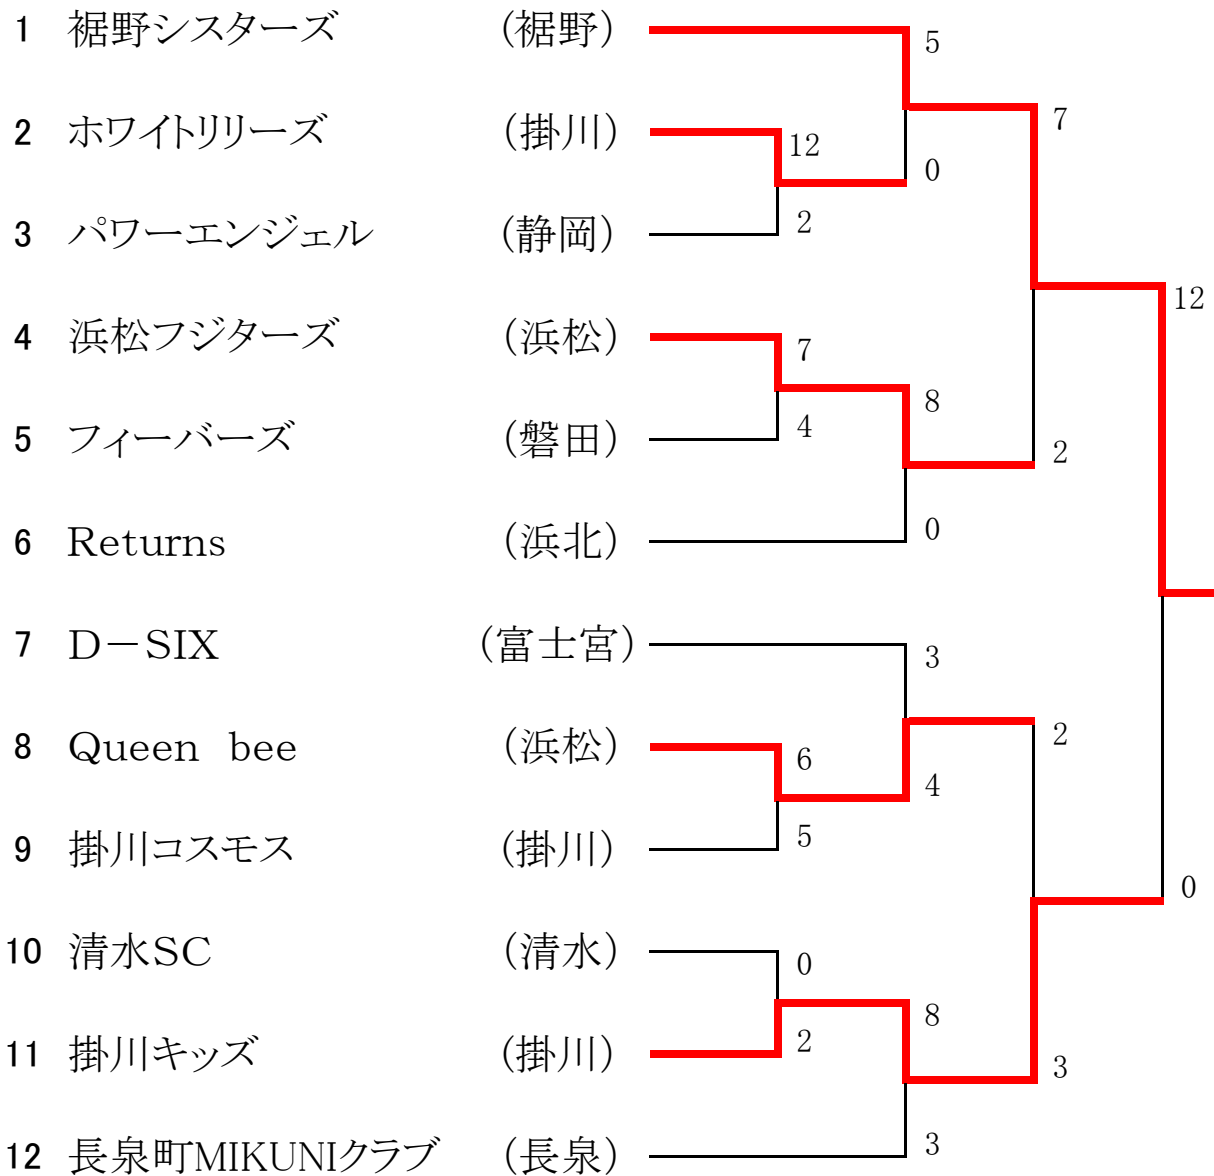 1 裾野シスターズ (裾野) 5
7
2 ホワイトリリーズ (掛川) 12
0
3 パワーエンジェル (静岡) 2
12
4 浜松フジターズ (浜松) 7
8
5 フィーバーズ (磐田) 4
2
6 Returns (浜北) 0
7 D－SIX (富士宮) 3
2
8 Queen bee (浜松) 6
4
9 掛川コスモス (掛川) 5
0
10 清水SC (清水) 0
8
11 掛川キッズ (掛川) 2
3
12 長泉町MIKUNIクラブ (長泉) 3